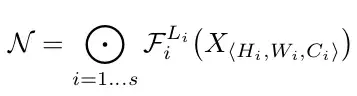 𝒩 = ⨀_{i=1...s} ℱ_i^{L_i}(X_{⟨H_i,W_i,C_i⟩})